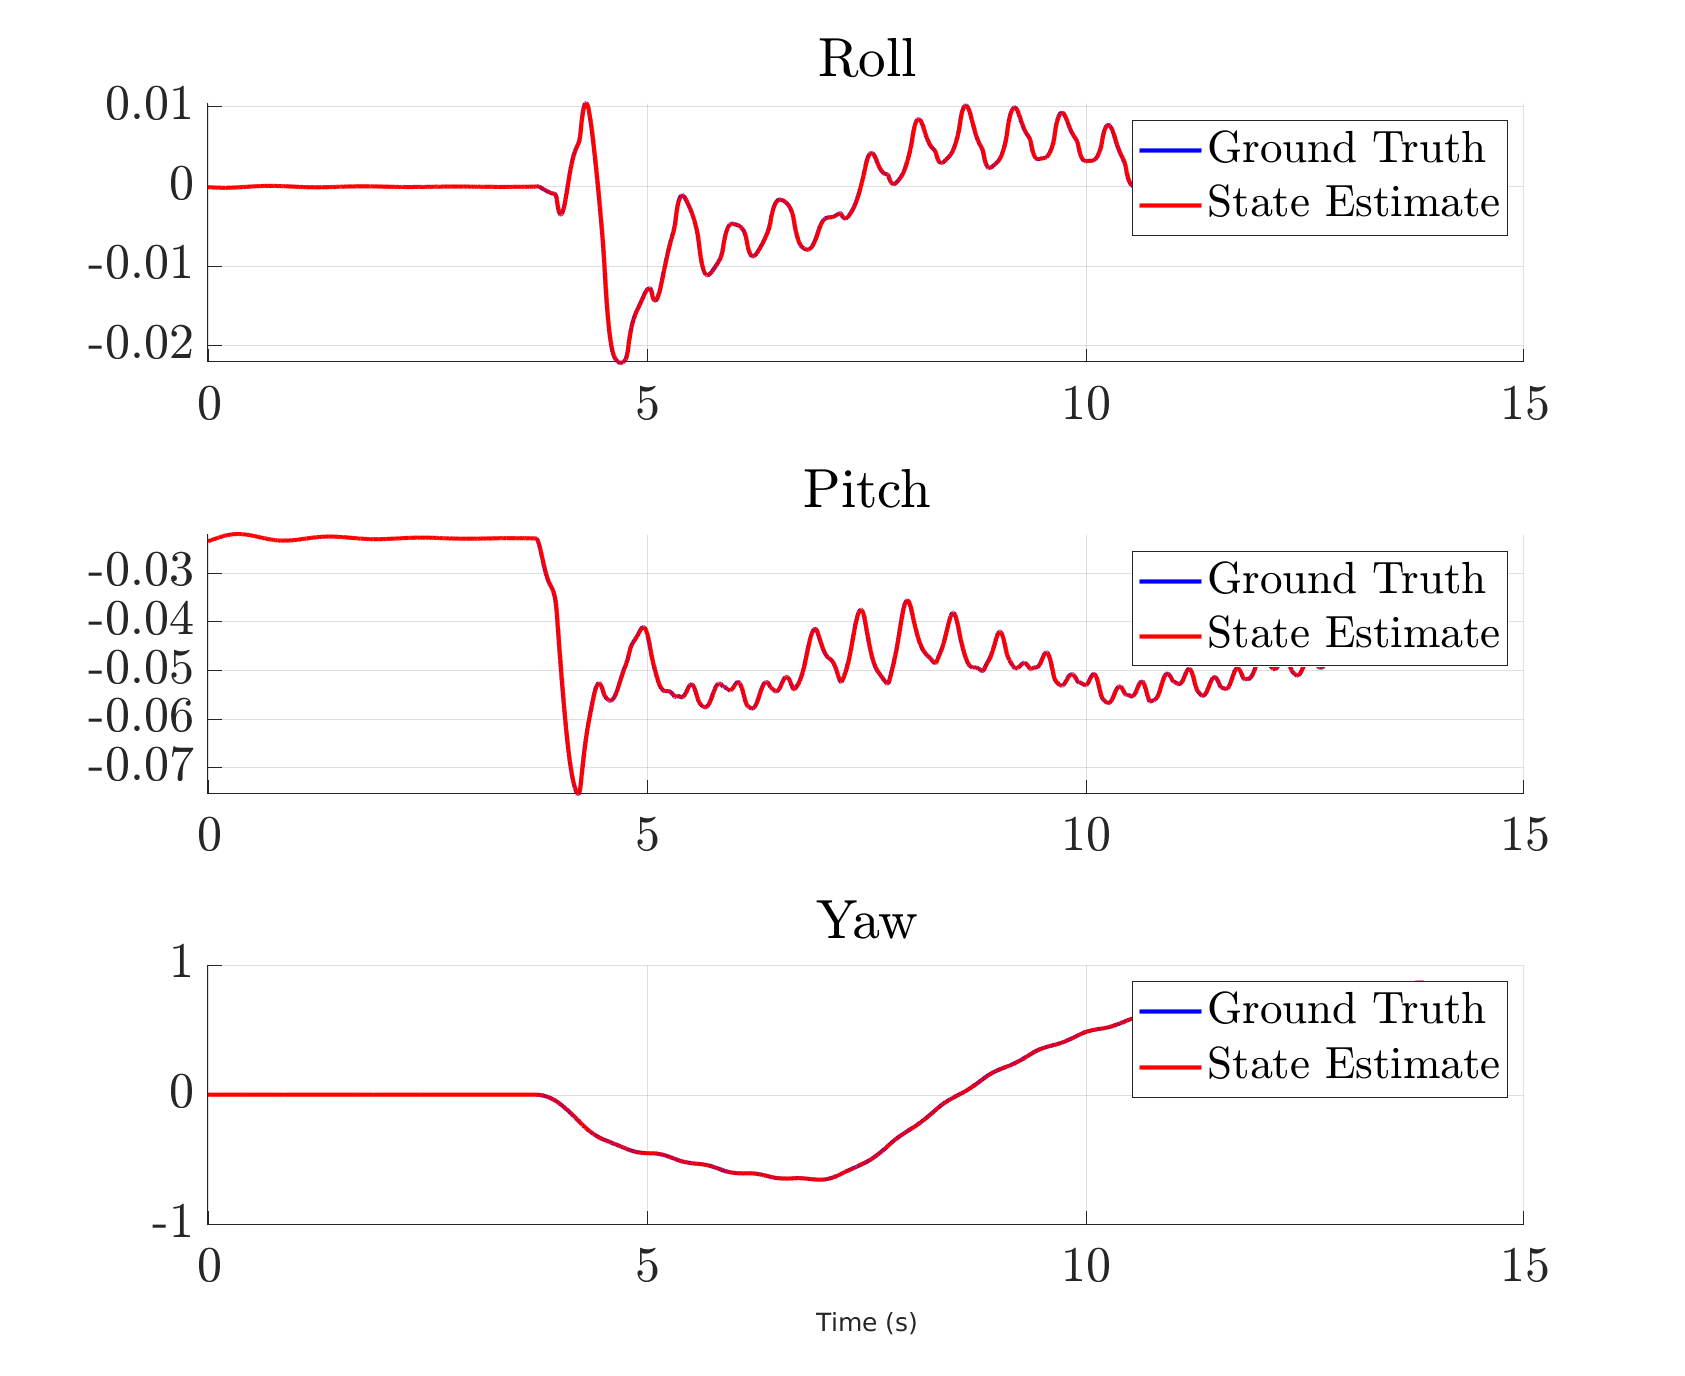 Roll
0.01
0
-0.01
-0.02
Ground Truth
State Estimate
0 5 10 15
Pitch
-0.03
-0.04
-0.05
-0.06
-0.07
Ground Truth
State Estimate
0 5 10 15
Yaw
1
0
-1
Ground Truth
State Estimate
0 5 10 15
Time (s)